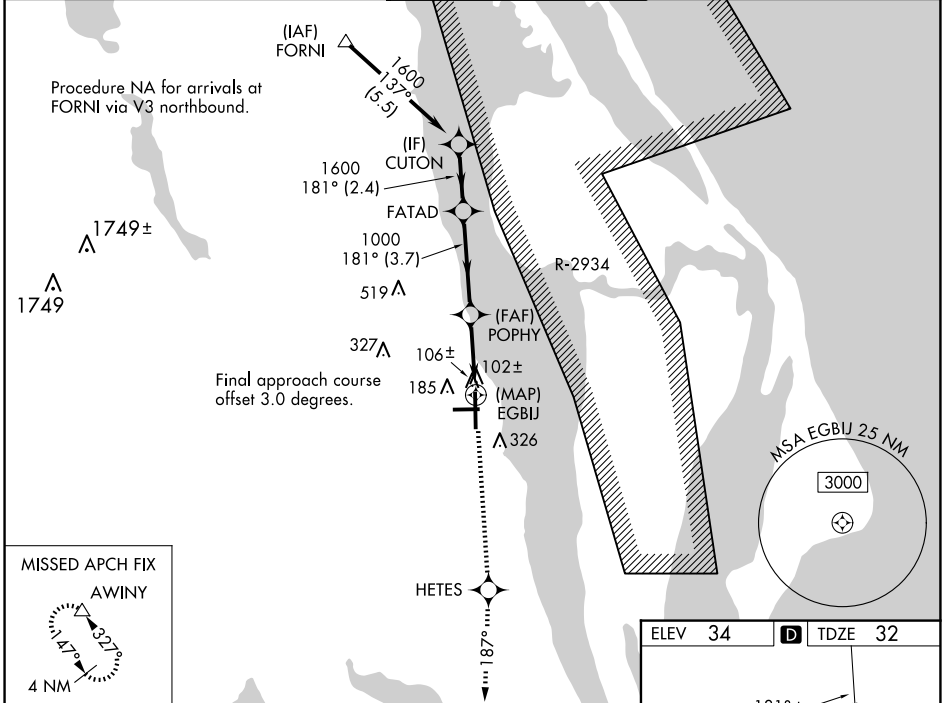 (IAF)
FORNI
1600
137°
(5.5)
Procedure NA for arrivals at
FORNI via V3 northbound.
(IF)
CUTON
1600
181° (2.4)
FATAD
1000
181° (3.7)
R-2934
1749±
1749
519
(FAF)
POPHY
327
106±
102±
185
(MAP)
EGBIJ
Final approach course
offset 3.0 degrees.
326
MSA EGBIJ 25 NM
3000
MISSED APCH FIX
AWINY
147°
327°
4 NM
HETES
187°
ELEV 34 D TDZE 32